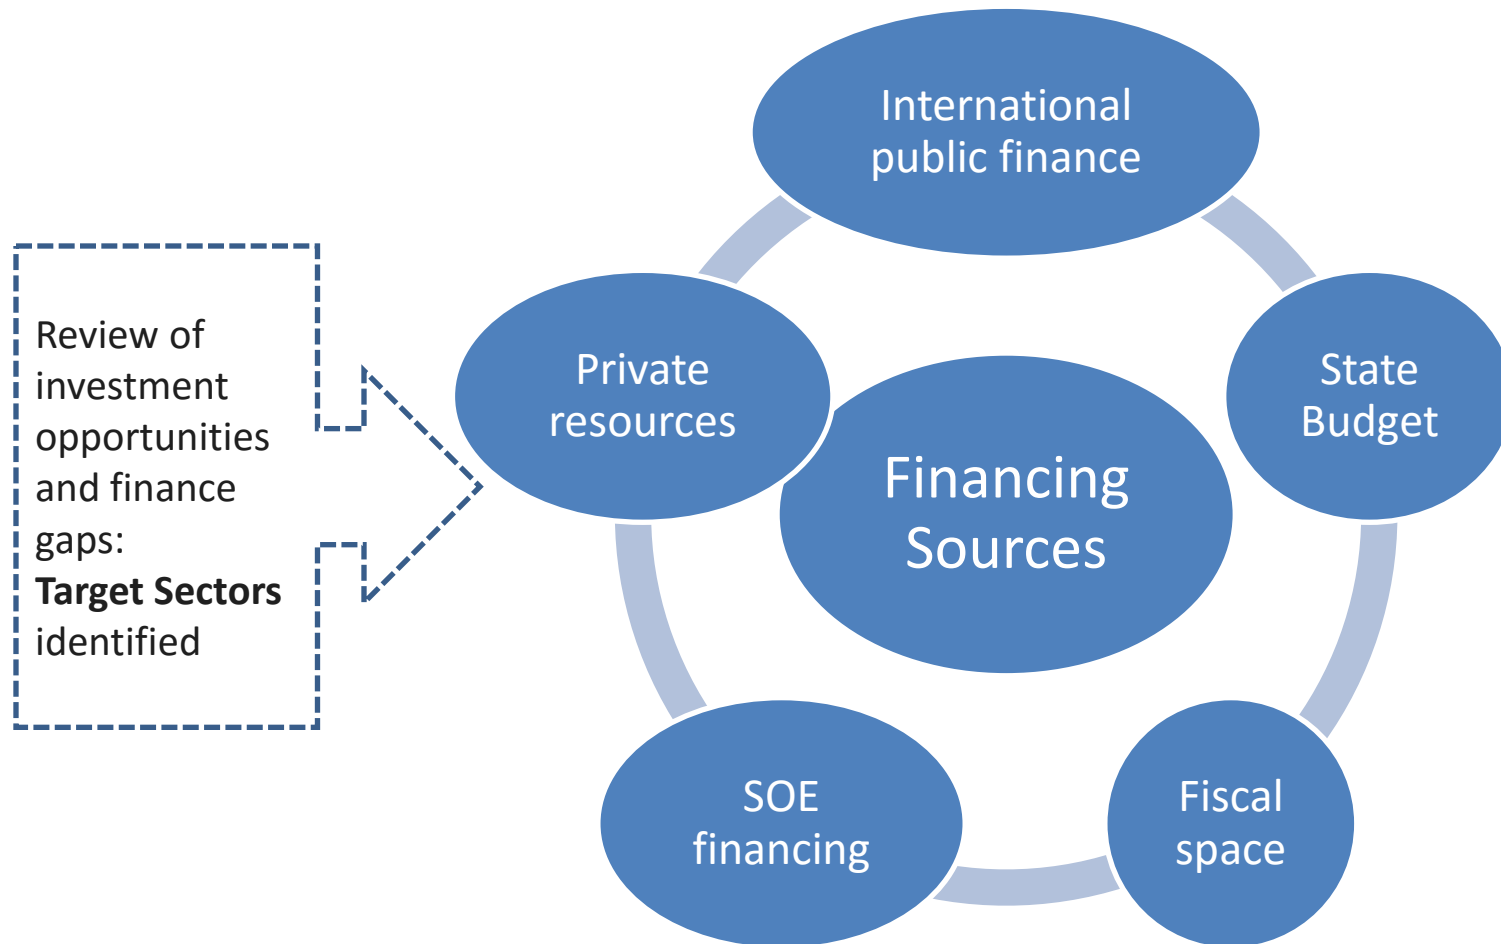 Review of
investment
opportunities
and finance
gaps:
Target Sectors
identified
International
public finance
Private
resources
State
Budget
Financing
Sources
SOE
financing
Fiscal
space